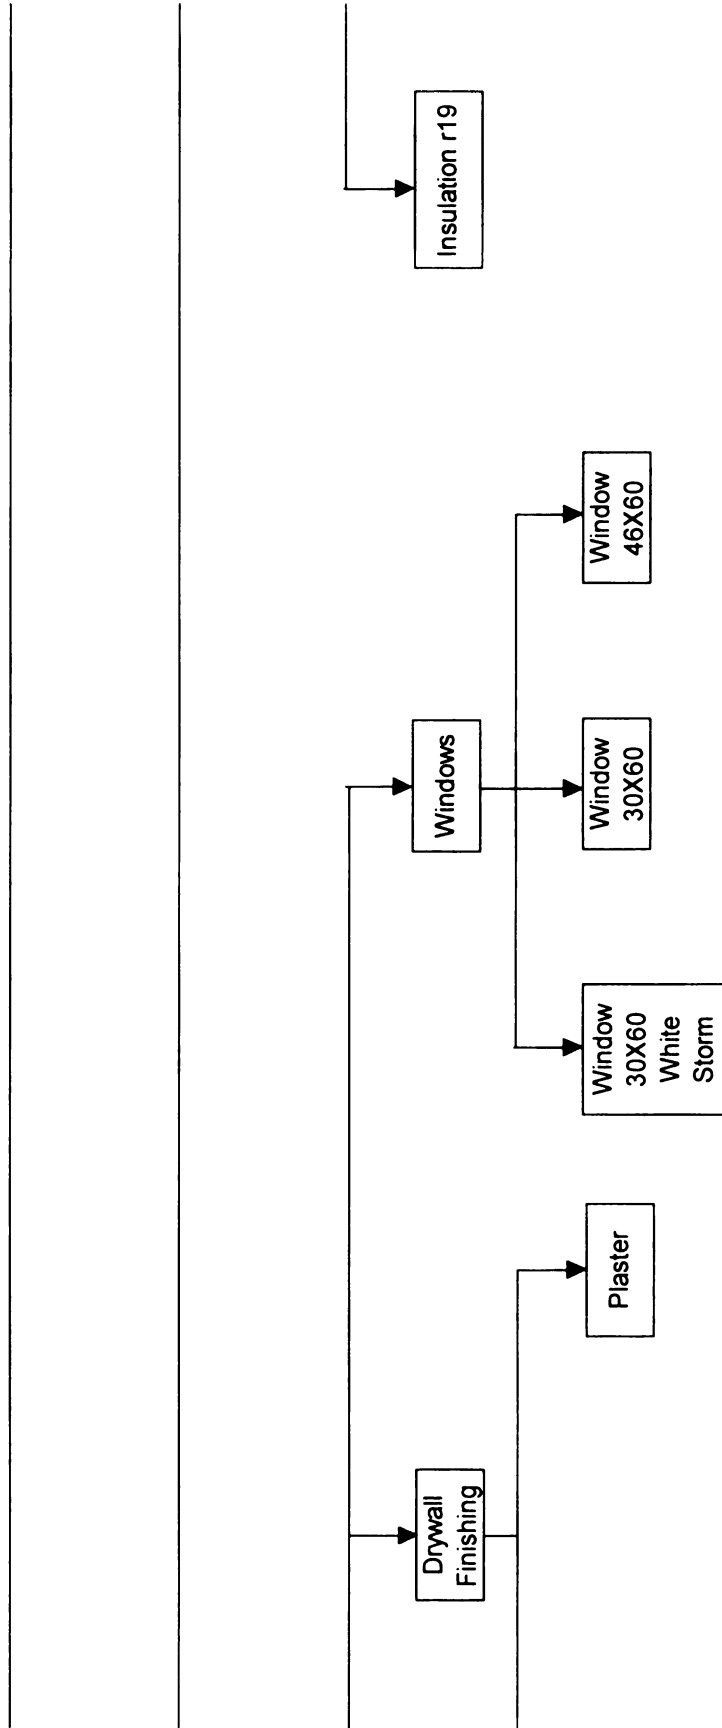 Drywall
Finishing
Windows
Insulation r19
Plaster
Window
30X60
White
Storm
Window
30X60
Window
46X60